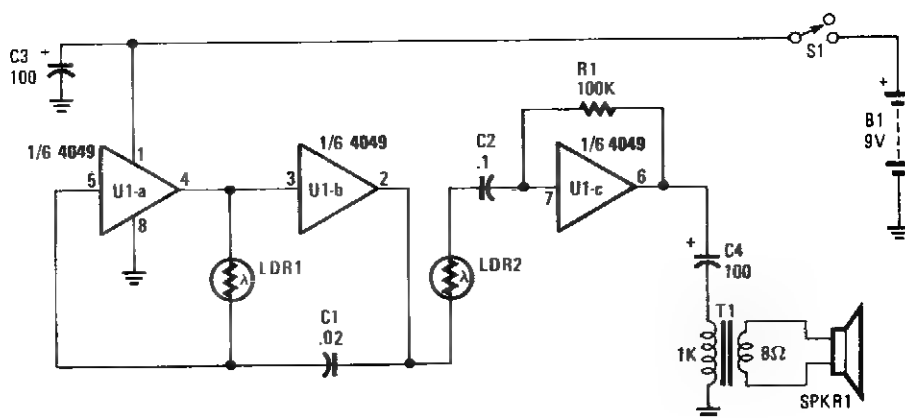 C3
100
+
S1
R1
100K
+
B1
9V
1/6 4049
1
1/6 4049
C2
.1
1/6 4049
5
U1-a
4
3
U1-b
2
7
U1-c
6
8
LDR1
λ
LDR2
λ
+
C4
100
C1
.02
T1
1K
8Ω
SPKR1